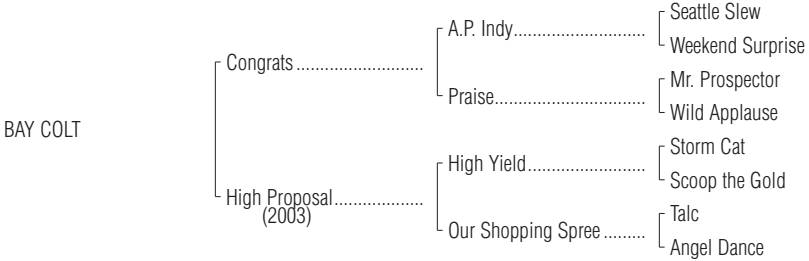 Seattle Slew
A.P. Indy..............................
Weekend Surprise
Congrats ...........................
Mr. Prospector
Praise..................................
Wild Applause
BAY COLT
Storm Cat
High Yield...........................
Scoop the Gold
High Proposal...................
(2003)
Talc
Our Shopping Spree .........
Angel Dance